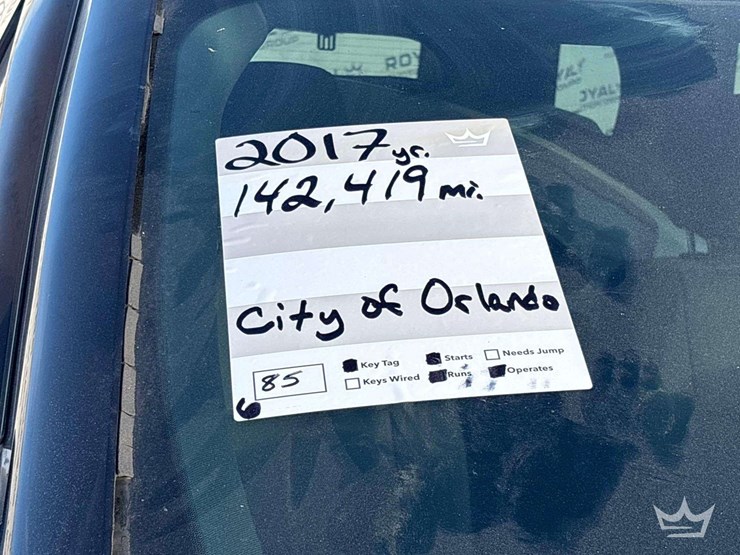 ROY
2017 yr.
142,419 mi.
City of Orlando
85
Key Tag
Starts
Needs Jump
Keys Wired
Runs
Operates
6